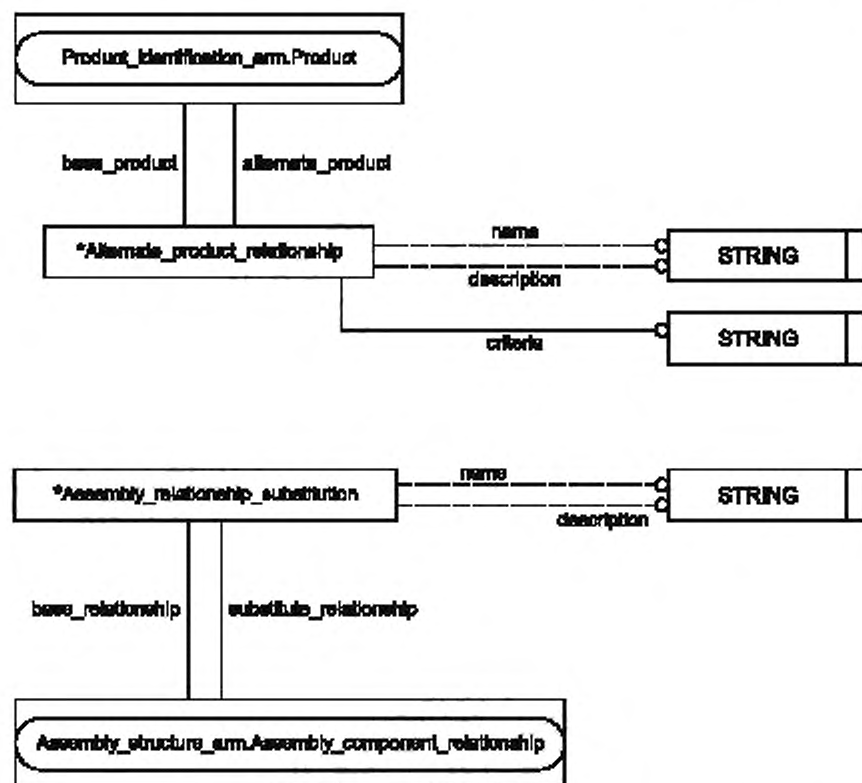 Product_identification_arm.Product
base_product
alternate_product
*Alternate_product_relationship
name
STRING
description
criteria
STRING
*Assembly_relationship_substitution
name
STRING
description
base_relationship
substitute_relationship
Assembly_structure_arm.Assembly_component_relationship